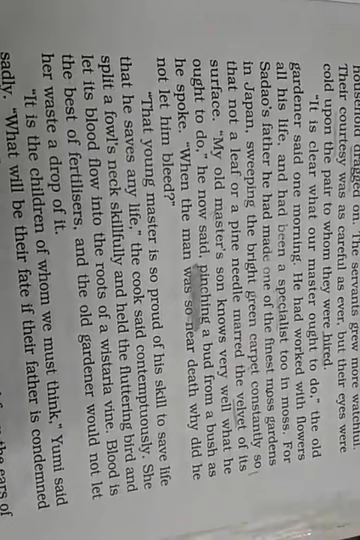 dragged on. The servants grew more watchful.
Their courtesy was as careful as ever, but their eyes were
cold upon the pair to whom they were hired.
"It is clear what our master ought to do," the old
gardener said one morning. He had worked with flowers
all his life, and had been a specialist too in moss. For
Sadao's father he had made one of the finest moss gardens
in Japan, sweeping the bright green carpet constantly so
that not a leaf or a pine needle marred the velvet of its
surface. "My old master's son knows very well what he
ought to do," he now said, pinching a bud from a bush as
he spoke. "When the man was so near death why did he
not let him bleed?"
"That young master is so proud of his skill to save life
that he saves any life," the cook said contemptuously. She
split a fowl's neck skillfully and held the fluttering bird and
let its blood flow into the roots of a wistaria vine. Blood is
the best of fertilisers, and the old gardener would not let
her waste a drop of it.
"It is the children of whom we must think," Yumi said
sadly. "What will be their fate if their father is condemned
the ears of